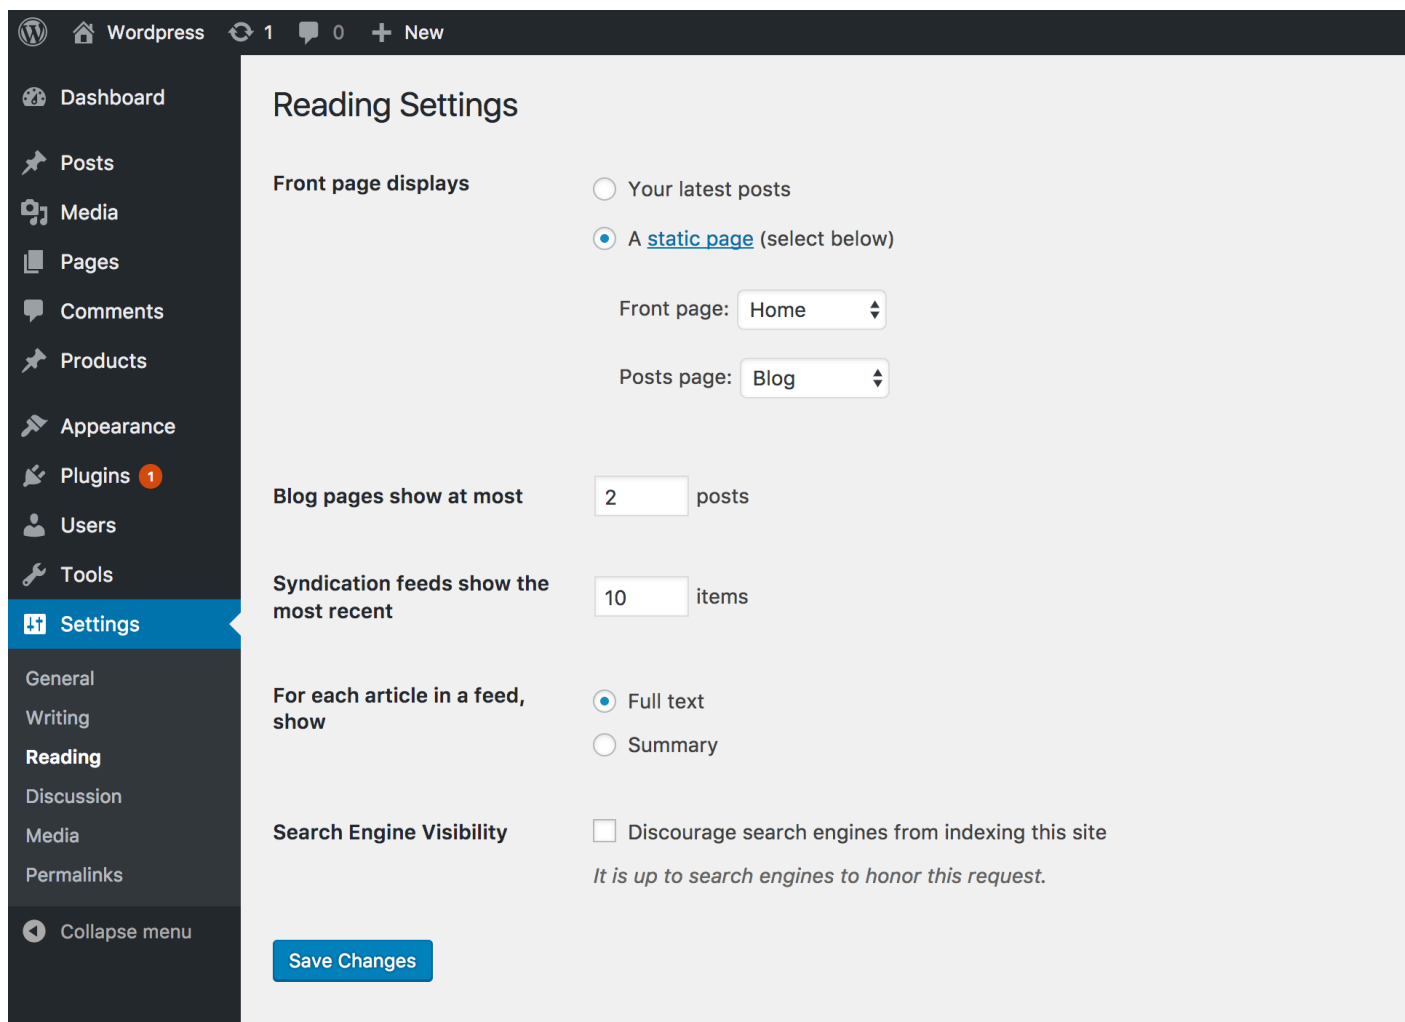 Wordpress 1 0 New
Dashboard
Posts
Media
Pages
Comments
Products
Appearance
Plugins 1
Users
Tools
Settings
General
Writing
Reading
Discussion
Media
Permalinks
Collapse menu
Reading Settings
Front page displays
Your latest posts
A static page (select below)
Front page: Home
Posts page: Blog
Blog pages show at most
2 posts
Syndication feeds show the
most recent
10 items
For each article in a feed,
show
Full text
Summary
Search Engine Visibility
Discourage search engines from indexing this site
It is up to search engines to honor this request.
Save Changes